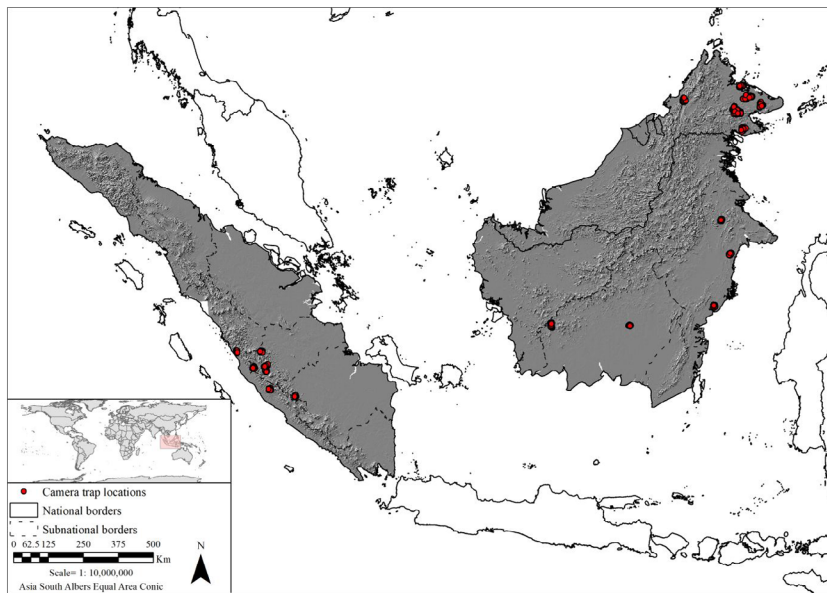 Camera trap locations
National borders
Subnational borders
0 62.5 125 250 375 500
Km
N
Scale= 1: 10,000,000
Asia South Albers Equal Area Conic